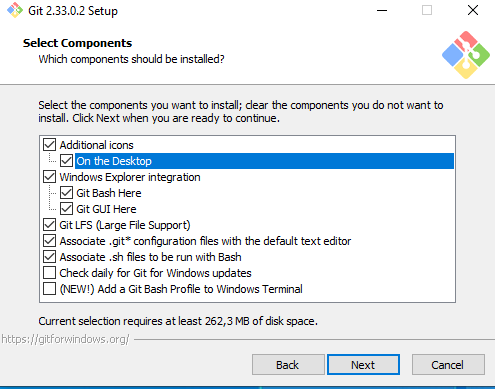 Git 2.33.0.2 Setup
Select Components
Which components should be installed?
Select the components you want to install; clear the components you do not want to
install. Click Next when you are ready to continue.
Additional icons
On the Desktop
Windows Explorer integration
Git Bash Here
Git GUI Here
Git LFS (Large File Support)
Associate .git* configuration files with the default text editor
Associate .sh files to be run with Bash
Check daily for Git for Windows updates
(NEW!) Add a Git Bash Profile to Windows Terminal
Current selection requires at least 262,3 MB of disk space.
https://gitforwindows.org/
Back
Next
Cancel